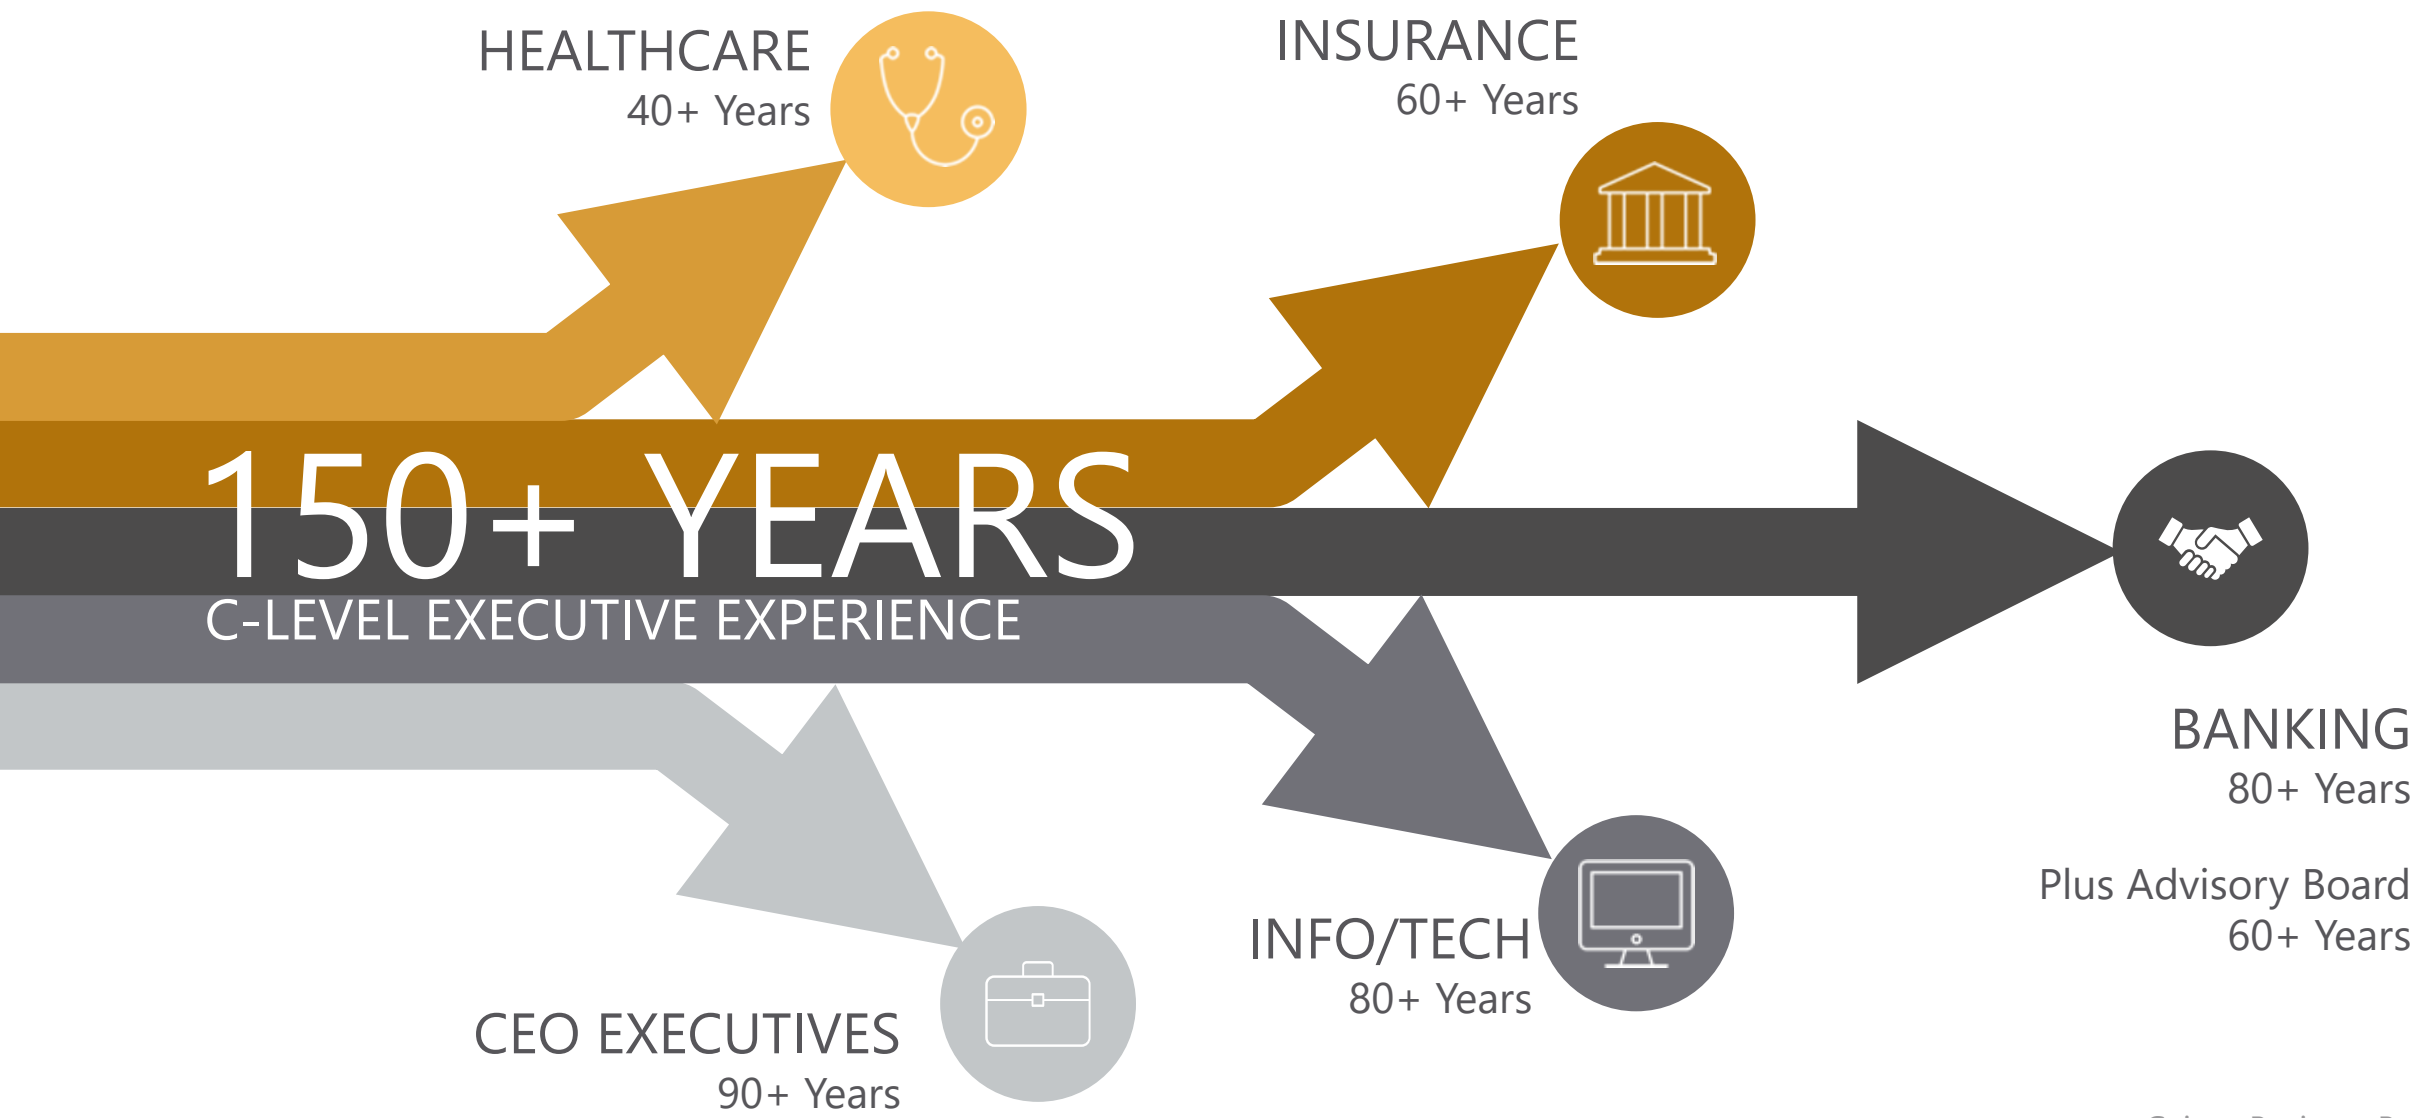 HEALTHCARE
40+ Years
INSURANCE
60+ Years
150+ YEARS
C-LEVEL EXECUTIVE EXPERIENCE
BANKING
80+ Years
Plus Advisory Board
60+ Years
INFO/TECH
80+ Years
CEO EXECUTIVES
90+ Years